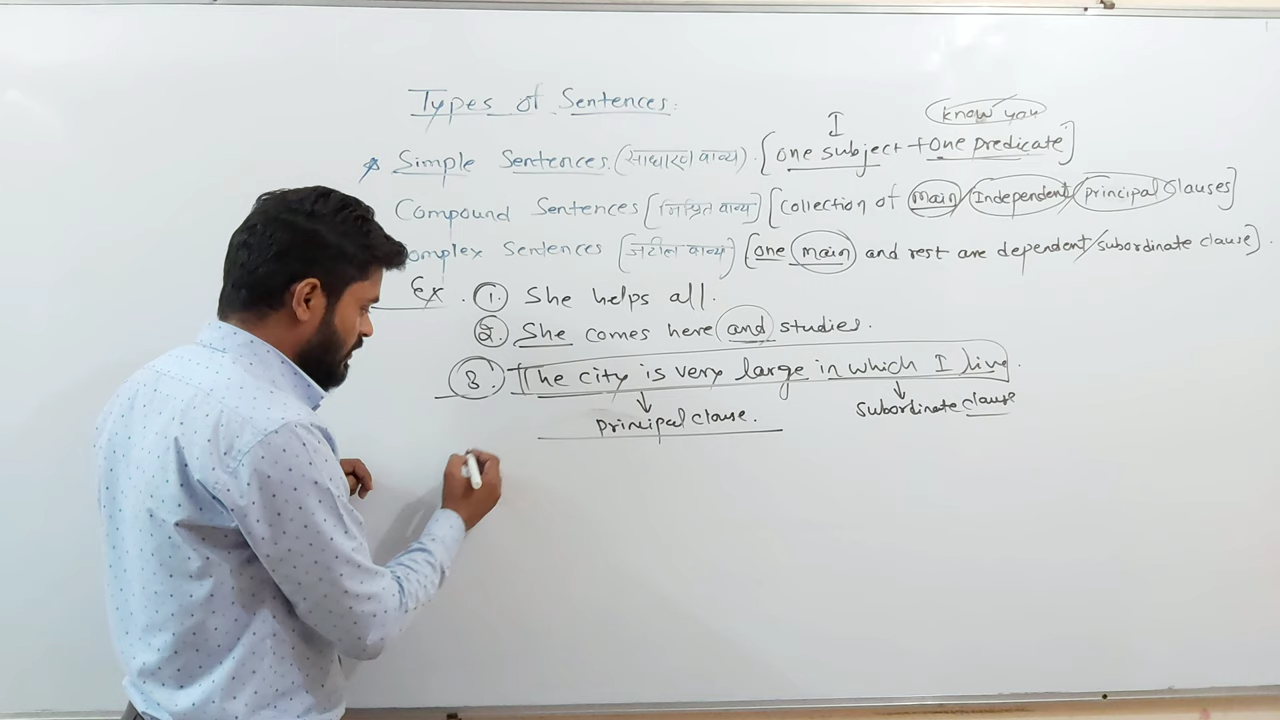 Types of Sentences.
I know you
Simple Sentences. (साधारण वाक्य). [one subject + One predicate]
Compound Sentences [मिश्रित वाक्य] [collection of main/Independent/principal clauses]
omplex Sentences [जटील वाक्य] [one main and rest are dependent/subordinate clause].
Ex. 1. She helps all.
2. She comes here and studies.
3. The city is very large in which I live.
principal clause. subordinate clause